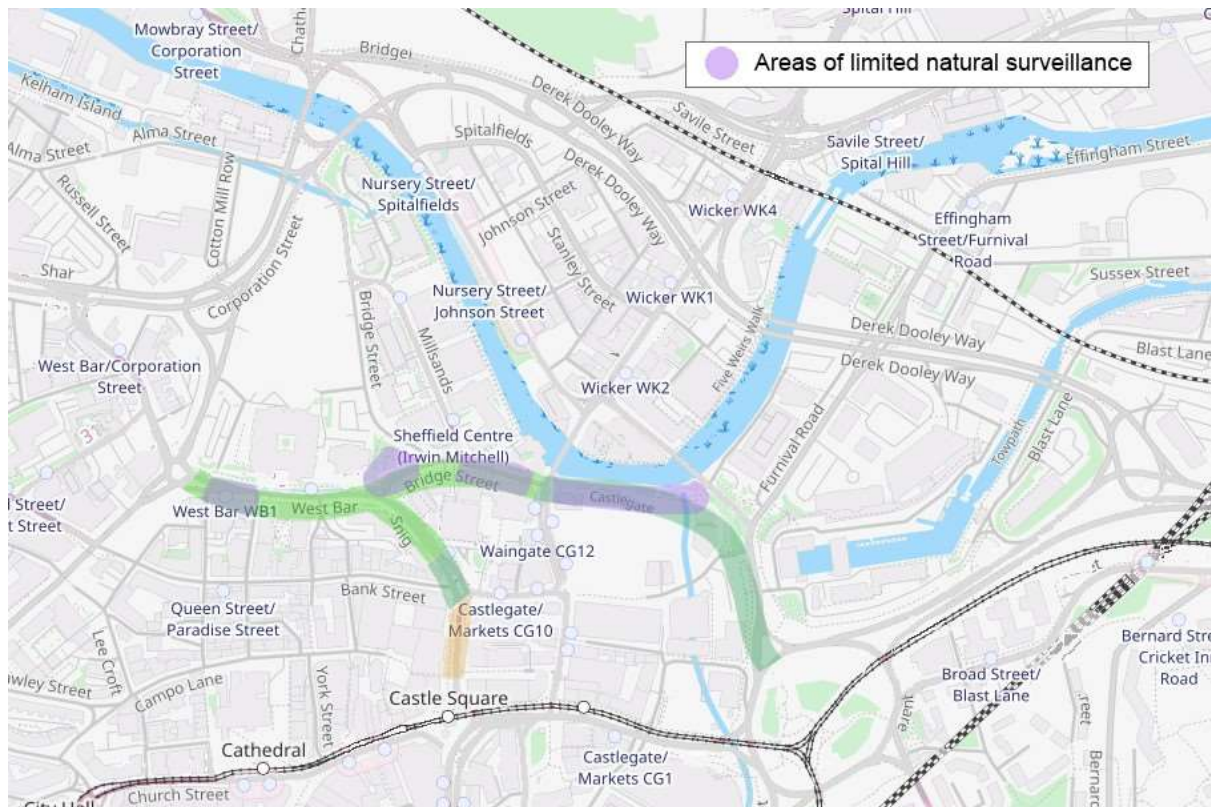 Spital Hill
Mowbray Street/
Corporation
Street
Areas of limited natural surveillance
Derek Dooley Way
Savile Street
Kelham Island
Alma Street
Spitalfields
Savile Street/
Spital Hill
Effingham Street
Alma Street
Cotton Mill Row
Russell Street
Nursery Street/
Spitalfields
Johnson Street
Derek Dooley Way
Wicker WK4
Effingham
Street/Furnival
Road
Stanley Street
Corporation Street
Sussex Street
Shar
Nursery Street/
Johnson Street
Wicker WK1
Bridge Street
Millsands
Five Weirs Walk
Derek Dooley Way
Derek Dooley Way
Blast Lane
West Bar/Corporation
Street
Wicker WK2
Furnival Road
Towpath
Blast Lane
3
Sheffield Centre
(Irwin Mitchell)
Bridge Street
Castlegate
West Bar WB1
West Bar
Snig
Waingate CG12
Bank Street
Queen Street/
Paradise Street
Castlegate/
Markets CG10
Lee Croft
Campo Lane
York Street
Castle Square
Broad Street/
Blast Lane
Cathedral
Castlegate/
Markets CG1
Church Street
City Hall